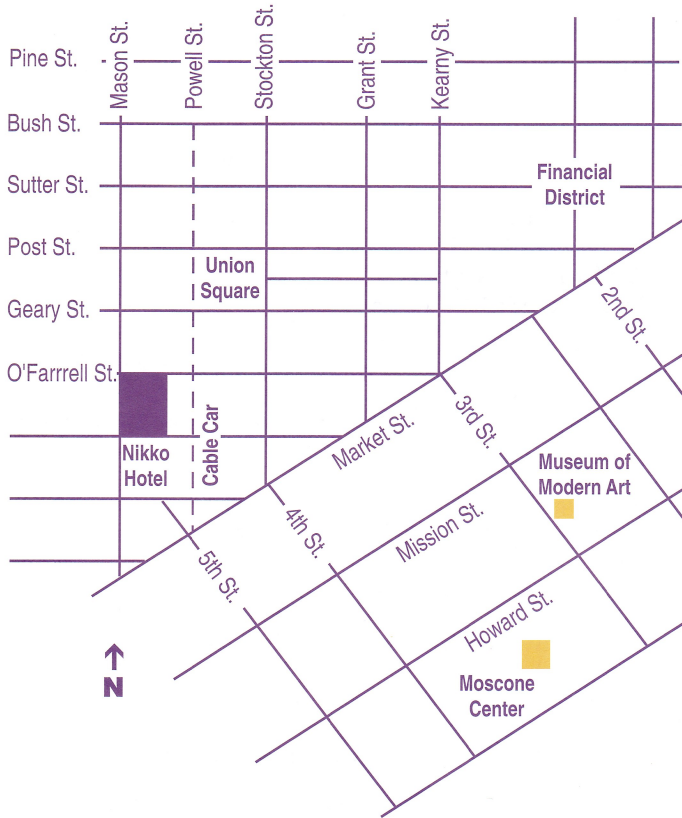 Mason St.
Powell St.
Stockton St.
Grant St.
Kearny St.
Pine St.
Bush St.
Sutter St.
Financial
District
Post St.
Union
Square
Geary St.
2nd St.
O'Farrrell St.
3rd St.
Market St.
Cable Car
Nikko
Hotel
Museum of
Modern Art
4th St.
Mission St.
5th St.
Howard St.
N
Moscone
Center